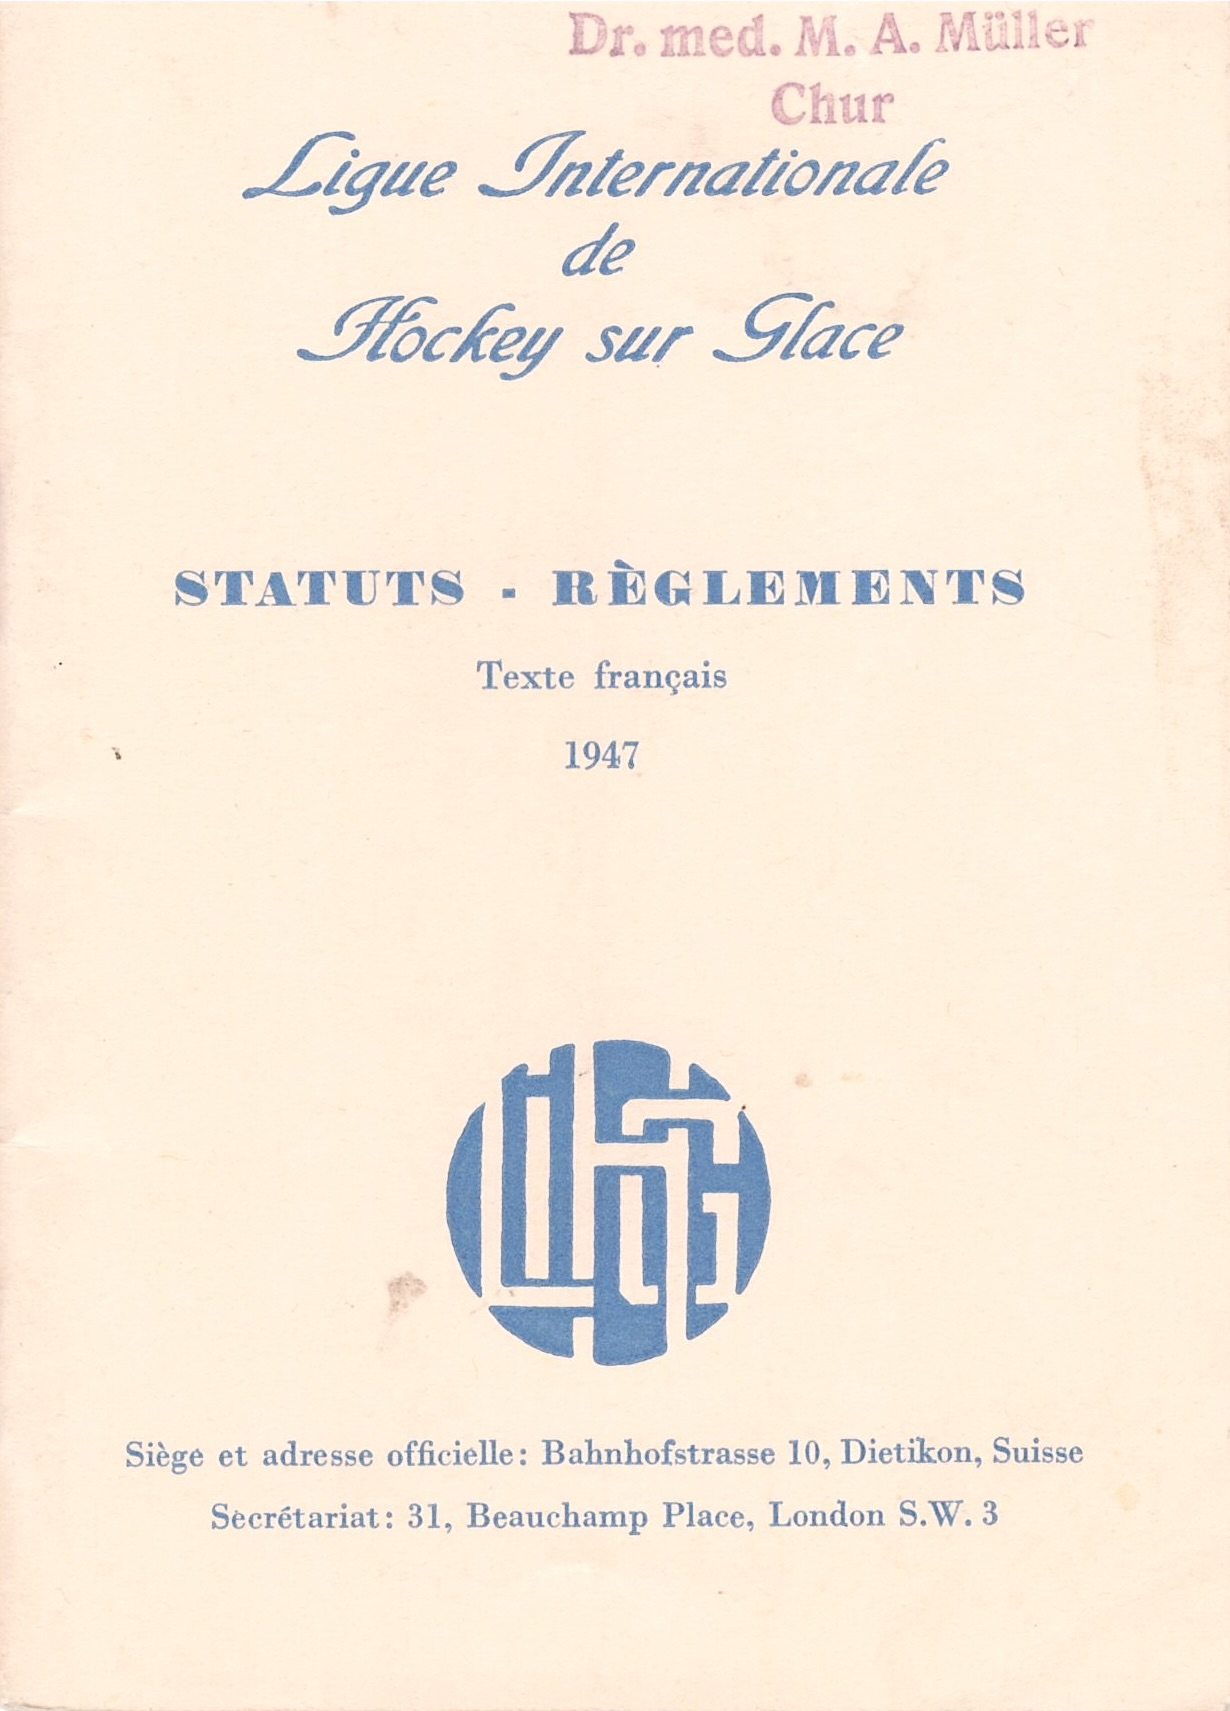 Dr. med. M. A. Müller
Chur
Ligue Internationale
de
Hockey sur Glace
STATUTS - RÈGLEMENTS
Texte français
1947
LIHG
Siège et adresse officielle: Bahnhofstrasse 10, Dietikon, Suisse
Secrétariat: 31, Beauchamp Place, London S.W. 3